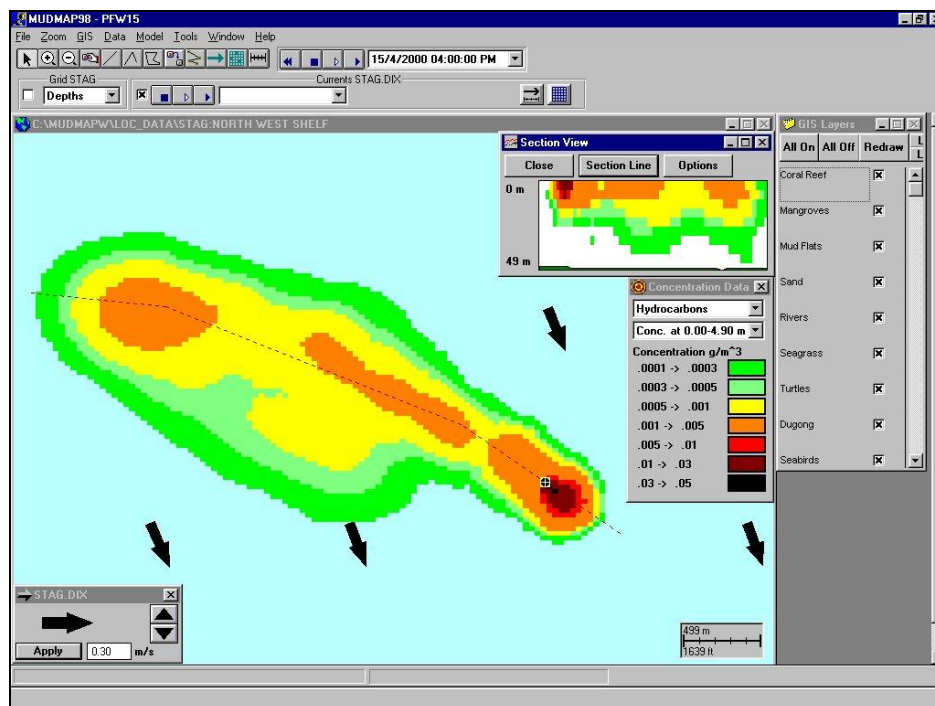 MUDMAP98 - PFW15
File Zoom GIS Data Model Tools Window Help
15/4/2000 04:00:00 PM
Grid STAG
Currents STAG.DIX
Depths
C:\MUDMAPW\LOC_DATA\STAG:NORTH WEST SHELF
Section View
Close Section Line Options
0 m
49 m
Concentration Data
Hydrocarbons
Conc. at 0.00-4.90 m
Concentration g/m^3
.0001 -> .0003
.0003 -> .0005
.0005 -> .001
.001 -> .005
.005 -> .01
.01 -> .03
.03 -> .05
GIS Layers
All On All Off Redraw L
L
Coral Reef
Mangroves
Mud Flats
Sand
Rivers
Seagrass
Turtles
Dugong
Seabirds
STAG.DIX
Apply 0.30 m/s
499 m
1639 ft